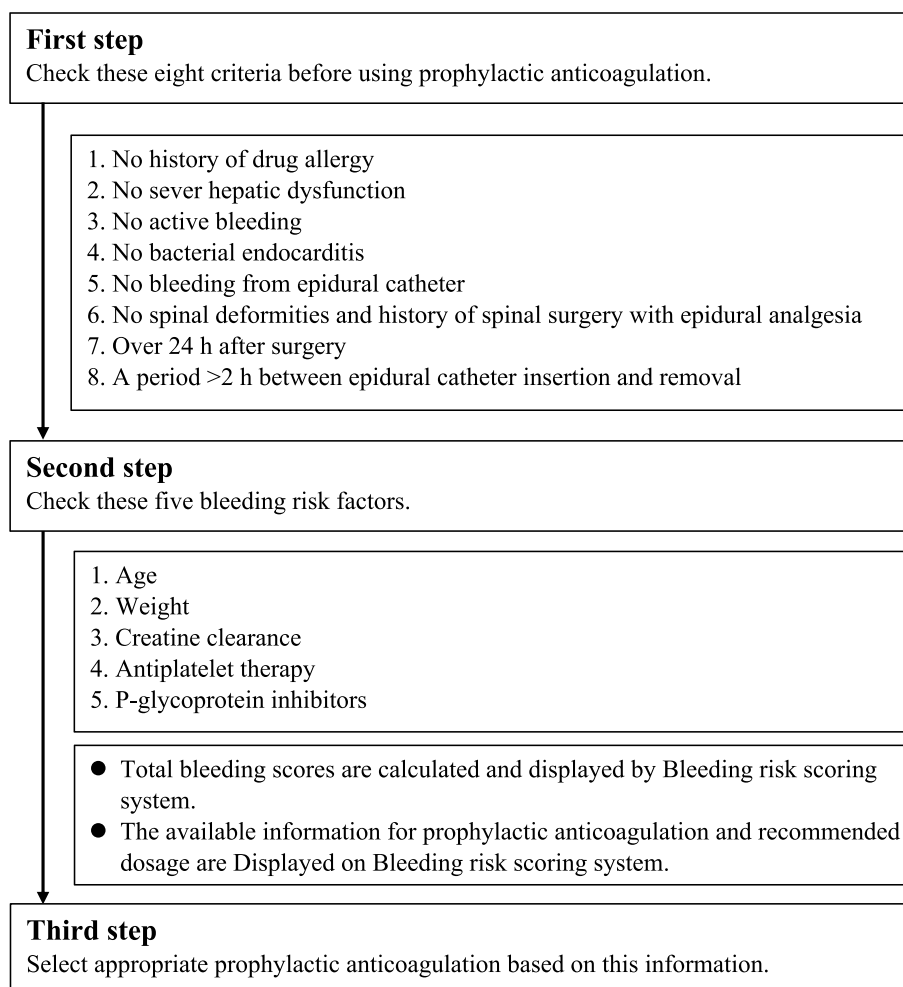 First step
Check these eight criteria before using prophylactic anticoagulation.
1. No history of drug allergy
2. No sever hepatic dysfunction
3. No active bleeding
4. No bacterial endocarditis
5. No bleeding from epidural catheter
6. No spinal deformities and history of spinal surgery with epidural analgesia
7. Over 24 h after surgery
8. A period >2 h between epidural catheter insertion and removal
Second step
Check these five bleeding risk factors.
1. Age
2. Weight
3. Creatine clearance
4. Antiplatelet therapy
5. P-glycoprotein inhibitors
● Total bleeding scores are calculated and displayed by Bleeding risk scoring
system.
● The available information for prophylactic anticoagulation and recommended
dosage are Displayed on Bleeding risk scoring system.
Third step
Select appropriate prophylactic anticoagulation based on this information.